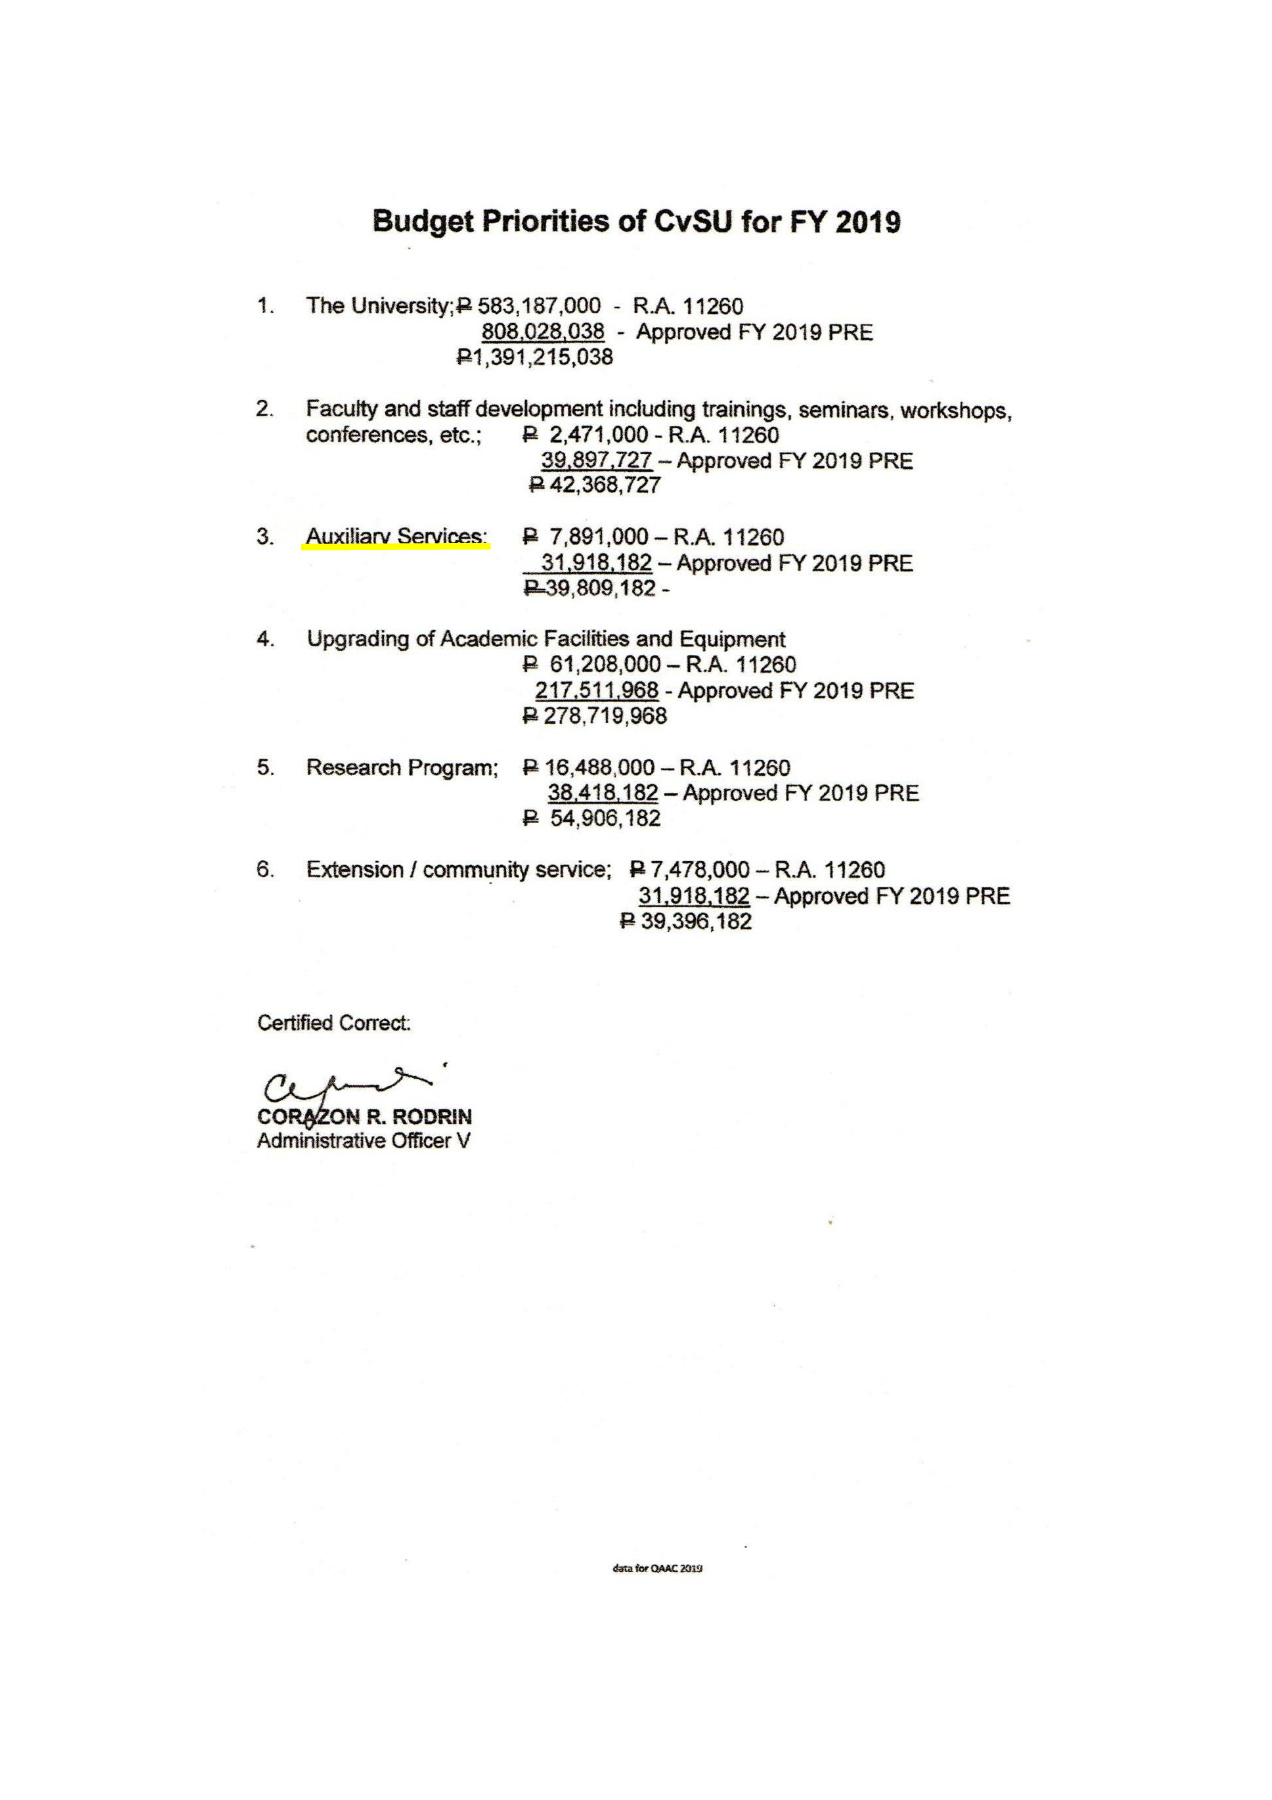 Budget Priorities of CvSU for FY 2019
1. The University; ₱ 583,187,000 - R.A. 11260
808,028,038 - Approved FY 2019 PRE
₱1,391,215,038
2. Faculty and staff development including trainings, seminars, workshops,
conferences, etc.; ₱ 2,471,000 - R.A. 11260
39,897,727 – Approved FY 2019 PRE
₱ 42,368,727
3. Auxiliary Services: ₱ 7,891,000 – R.A. 11260
31,918,182 – Approved FY 2019 PRE
₱ 39,809,182 -
4. Upgrading of Academic Facilities and Equipment
₱ 61,208,000 – R.A. 11260
217,511,968 - Approved FY 2019 PRE
₱ 278,719,968
5. Research Program; ₱ 16,488,000 – R.A. 11260
38,418,182 – Approved FY 2019 PRE
₱ 54,906,182
6. Extension / community service; ₱ 7,478,000 – R.A. 11260
31,918,182 – Approved FY 2019 PRE
₱ 39,396,182
Certified Correct:
CORAZON R. RODRIN
Administrative Officer V
data for QAAC 2019